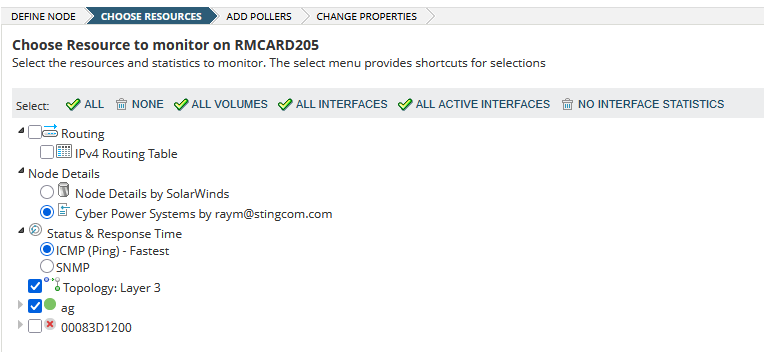 DEFINE NODE CHOOSE RESOURCES ADD POLLERS CHANGE PROPERTIES
Choose Resource to monitor on RMCARD205
Select the resources and statistics to monitor. The select menu provides shortcuts for selections
Select: ALL NONE ALL VOLUMES ALL INTERFACES ALL ACTIVE INTERFACES NO INTERFACE STATISTICS
Routing
IPv4 Routing Table
Node Details
Node Details by SolarWinds
Cyber Power Systems by raym@stingcom.com
Status & Response Time
ICMP (Ping) - Fastest
SNMP
Topology: Layer 3
ag
00083D1200